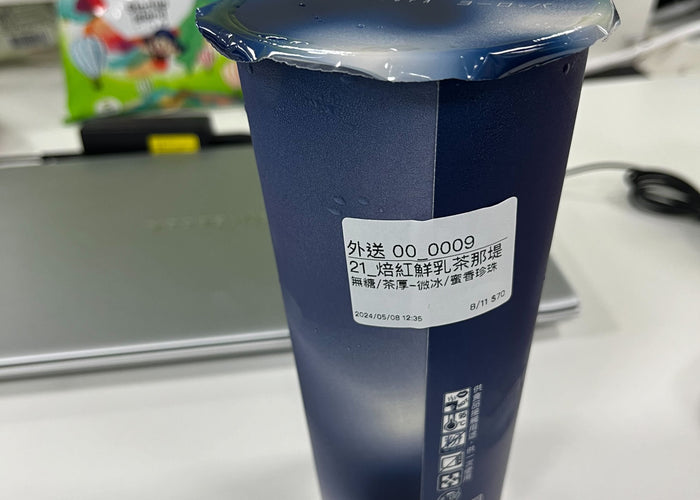 外送 00_0009
21_焙紅鮮乳茶那堤
無糖/茶厚-微冰/蜜香珍珠
8/11 $70
2024/05/08 12:35